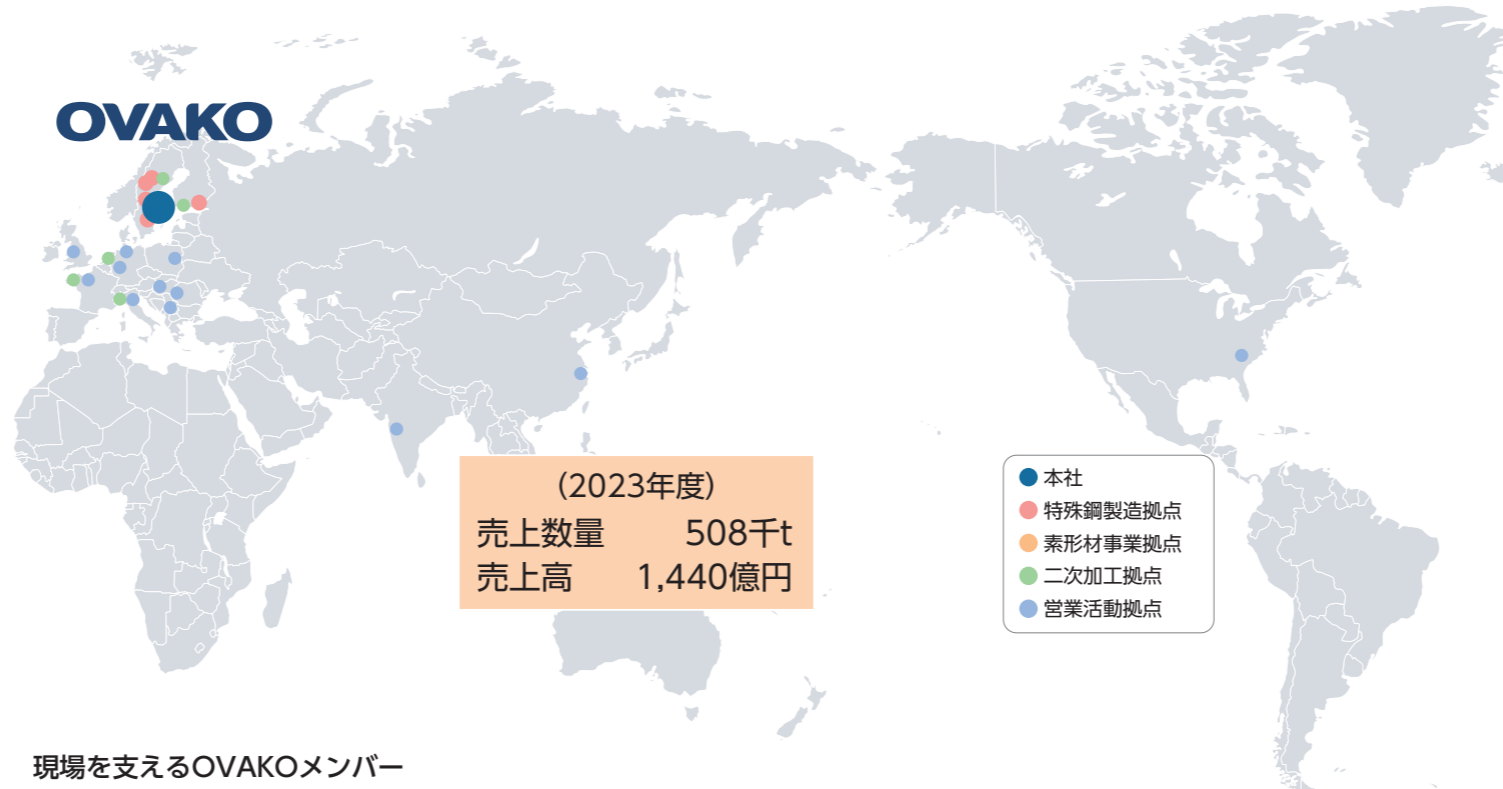 OVAKO
(2023年度)
売上数量 508千t
売上高 1,440億円
本社
特殊鋼製造拠点
素形材事業拠点
二次加工拠点
営業活動拠点
現場を支えるOVAKOメンバー